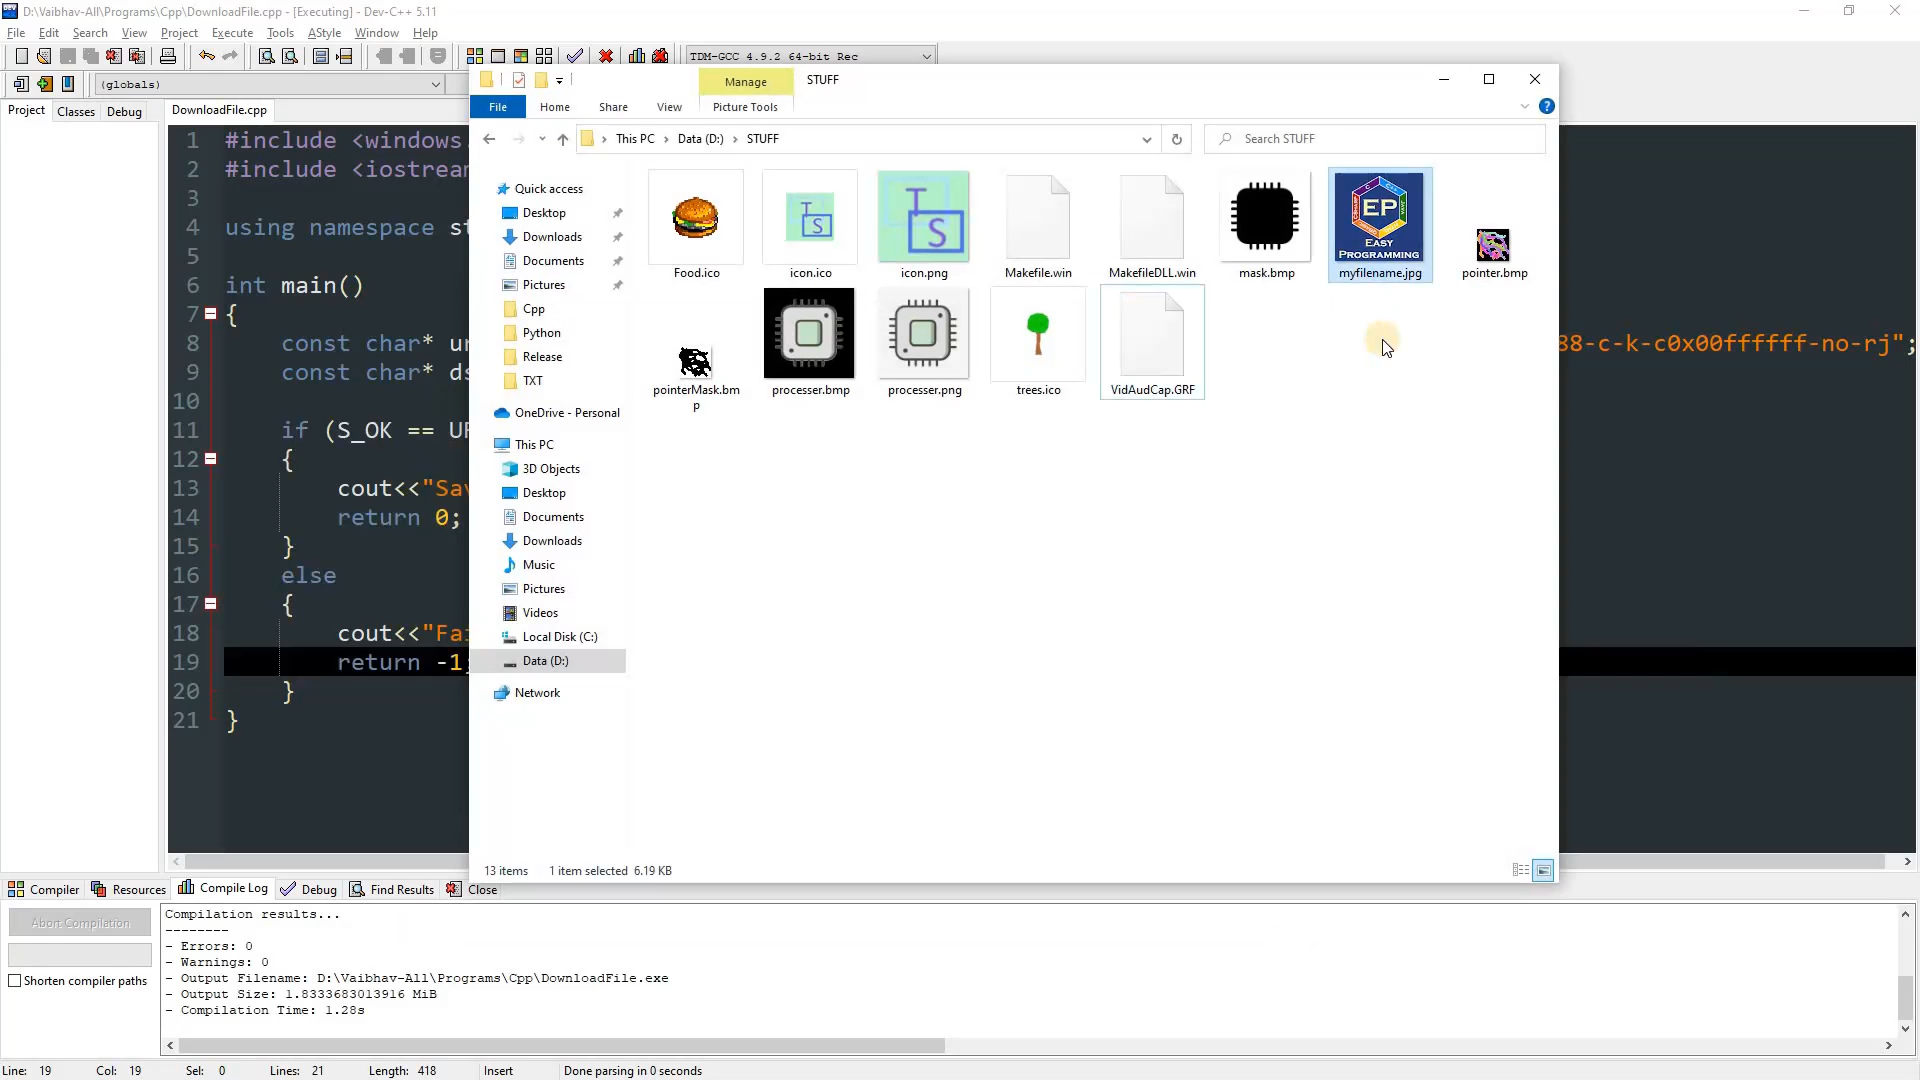 D:\Vaibhav-All\Programs\Cpp\DownloadFile.cpp - [Executing] - Dev-C++ 5.11
File Edit Search View Project Execute Tools AStyle Window Help
TDM-GCC 4.9.2 64-bit Rec
(globals)
Project Classes Debug
DownloadFile.cpp
1 #include <windows.
2 #include <iostream
3
4 using namespace st
5
6 int main()
7 {
8 const char* ur
9 const char* ds
10
11 if (S_OK == UR
12 {
13 cout<<"Sav
14 return 0;
15 }
16 else
17 {
18 cout<<"Fai
19 return -1;
20 }
21 }
88-c-k-c0x00ffffff-no-rj";
Manage
STUFF
File Home Share View Picture Tools
This PC > Data (D:) > STUFF
Search STUFF
Quick access
Desktop
Downloads
Documents
Pictures
Cpp
Python
Release
TXT
OneDrive - Personal
This PC
3D Objects
Desktop
Documents
Downloads
Music
Pictures
Videos
Local Disk (C:)
Data (D:)
Network
T S
T S
EP
EASY
PROGRAMMING
Food.ico icon.ico icon.png Makefile.win MakefileDLL.win mask.bmp myfilename.jpg pointer.bmp
pointerMask.bm
p
processer.bmp processer.png trees.ico VidAudCap.GRF
13 items 1 item selected 6.19 KB
Compiler Resources Compile Log Debug Find Results Close
Abort Compilation
Shorten compiler paths
Compilation results...
--------
- Errors: 0
- Warnings: 0
- Output Filename: D:\Vaibhav-All\Programs\Cpp\DownloadFile.exe
- Output Size: 1.8333683013916 MiB
- Compilation Time: 1.28s
Line: 19 Col: 19 Sel: 0 Lines: 21 Length: 418 Insert Done parsing in 0 seconds